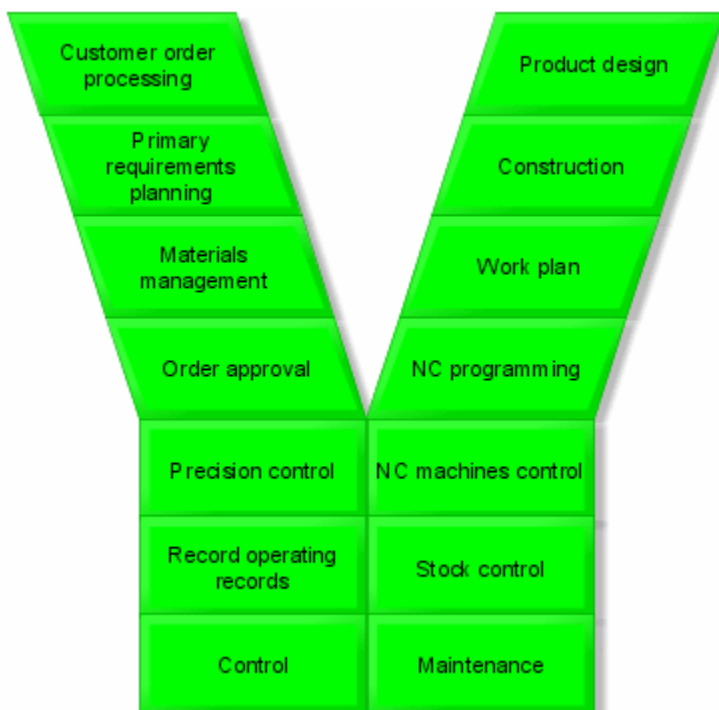 Customer order
processing
Primary
requirements
planning
Materials
management
Order approval
Precision control
Record operating
records
Control
Product design
Construction
Work plan
NC programming
NC machines control
Stock control
Maintenance